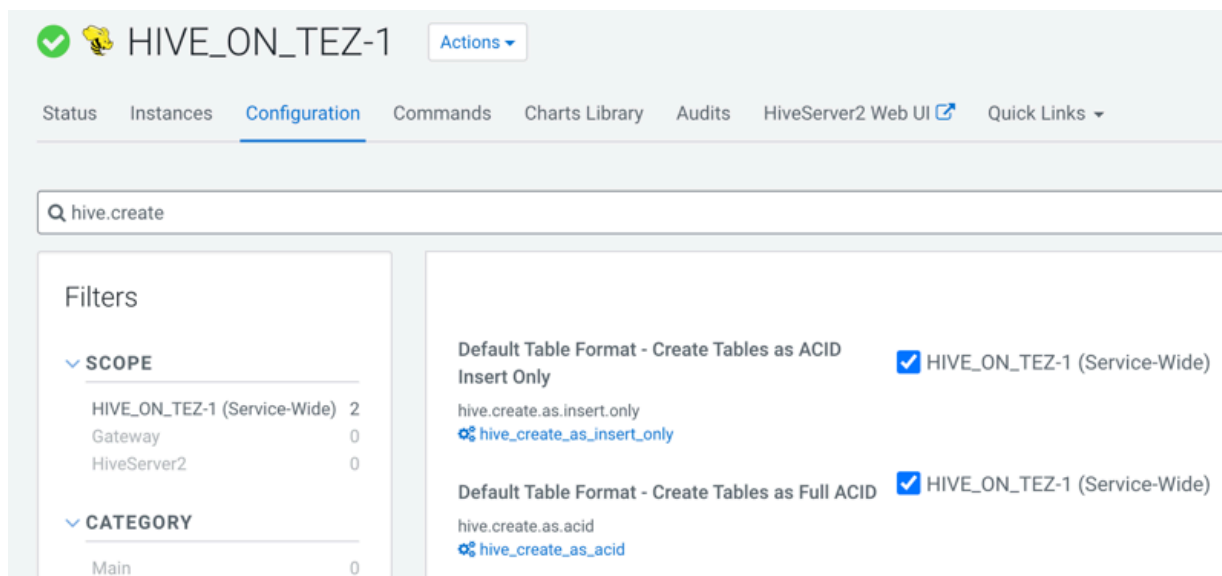 HIVE_ON_TEZ-1 Actions
Status Instances Configuration Commands Charts Library Audits HiveServer2 Web UI Quick Links
hive.create
Filters
SCOPE
HIVE_ON_TEZ-1 (Service-Wide) 2
Gateway 0
HiveServer2 0
CATEGORY
Main 0
Default Table Format - Create Tables as ACID
Insert Only
HIVE_ON_TEZ-1 (Service-Wide)
hive.create.as.insert.only
hive_create_as_insert_only
Default Table Format - Create Tables as Full ACID
HIVE_ON_TEZ-1 (Service-Wide)
hive.create.as.acid
hive_create_as_acid